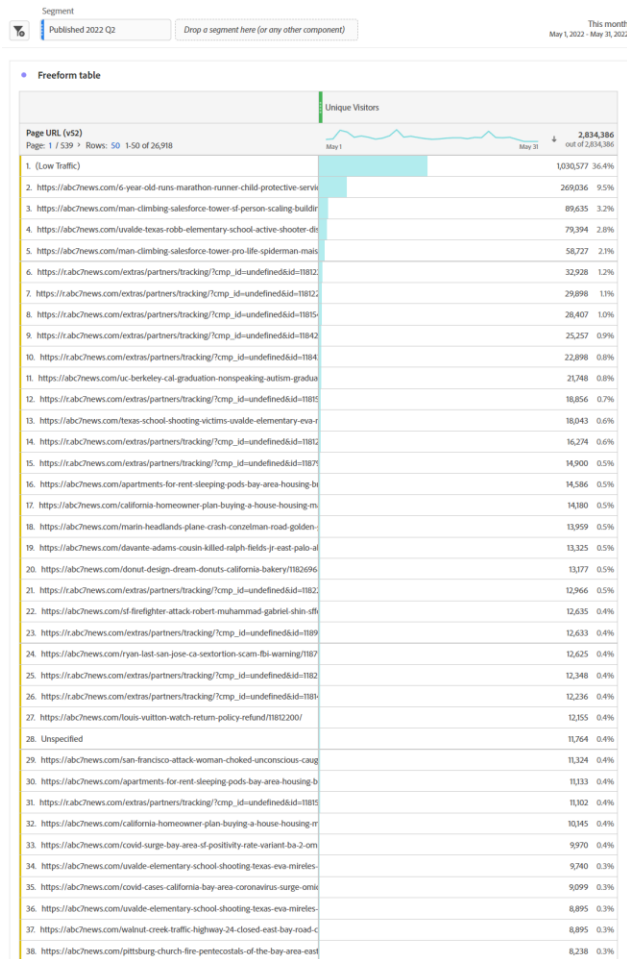 Segment
Published 2022 Q2
Drop a segment here (or any other component)
This month
May 1, 2022 - May 31, 2022
Freeform table
Unique Visitors
Page URL (v52)
Page: 1 / 539 > Rows: 50 1-50 of 26,918
May 1
May 31
2,834,386
out of 2,834,386
1. (Low Traffic) 1,030,577 36.4%
2. https://abc7news.com/6-year-old-runs-marathon-runner-child-protective-servi 269,036 9.5%
3. https://abc7news.com/man-climbing-salesforce-tower-sf-person-scaling-buildin 89,635 3.2%
4. https://abc7news.com/uvalde-texas-robb-elementary-school-active-shooter-dis 79,394 2.8%
5. https://abc7news.com/man-climbing-salesforce-tower-pro-life-spiderman-mais 58,727 2.1%
6. https://r.abc7news.com/extras/partners/tracking/?cmp_id=undefined&id=11812 32,928 1.2%
7. https://r.abc7news.com/extras/partners/tracking/?cmp_id=undefined&id=118122 29,898 1.1%
8. https://r.abc7news.com/extras/partners/tracking/?cmp_id=undefined&id=11815 28,407 1.0%
9. https://r.abc7news.com/extras/partners/tracking/?cmp_id=undefined&id=11842 25,257 0.9%
10. https://r.abc7news.com/extras/partners/tracking/?cmp_id=undefined&id=1184 22,898 0.8%
11. https://abc7news.com/uc-berkeley-cal-graduation-nonspeaking-autism-gradua 21,748 0.8%
12. https://r.abc7news.com/extras/partners/tracking/?cmp_id=undefined&id=11815 18,856 0.7%
13. https://abc7news.com/texas-school-shooting-victims-uvalde-elementary-eva-r 18,043 0.6%
14. https://r.abc7news.com/extras/partners/tracking/?cmp_id=undefined&id=11812 16,274 0.6%
15. https://r.abc7news.com/extras/partners/tracking/?cmp_id=undefined&id=11879 14,900 0.5%
16. https://abc7news.com/apartments-for-rent-sleeping-pods-bay-area-housing-br 14,586 0.5%
17. https://abc7news.com/california-homeowner-plan-buying-a-house-housing-m 14,180 0.5%
18. https://abc7news.com/marin-headlands-plane-crash-conzelman-road-golden- 13,959 0.5%
19. https://abc7news.com/davante-adams-cousin-killed-ralph-fields-jr-east-palo-al 13,325 0.5%
20. https://abc7news.com/donut-design-dream-donuts-california-bakery/1182696 13,177 0.5%
21. https://r.abc7news.com/extras/partners/tracking/?cmp_id=undefined&id=1182 12,966 0.5%
22. https://abc7news.com/sf-firefighter-attack-robert-muhammad-gabriel-shin-sff 12,635 0.4%
23. https://r.abc7news.com/extras/partners/tracking/?cmp_id=undefined&id=1189 12,633 0.4%
24. https://abc7news.com/ryan-last-san-jose-ca-sextortion-scam-fbi-warning/1187 12,625 0.4%
25. https://r.abc7news.com/extras/partners/tracking/?cmp_id=undefined&id=1182 12,348 0.4%
26. https://r.abc7news.com/extras/partners/tracking/?cmp_id=undefined&id=1181 12,236 0.4%
27. https://abc7news.com/louis-vuitton-watch-return-policy-refund/11812200/ 12,155 0.4%
28. Unspecified 11,764 0.4%
29. https://abc7news.com/san-francisco-attack-woman-choked-unconscious-caug 11,324 0.4%
30. https://abc7news.com/apartments-for-rent-sleeping-pods-bay-area-housing-b 11,133 0.4%
31. https://r.abc7news.com/extras/partners/tracking/?cmp_id=undefined&id=11815 11,102 0.4%
32. https://abc7news.com/california-homeowner-plan-buying-a-house-housing-m 10,145 0.4%
33. https://abc7news.com/covid-surge-bay-area-sf-positivity-rate-variant-ba-2-om 9,970 0.4%
34. https://abc7news.com/uvalde-elementary-school-shooting-texas-eva-mireles- 9,740 0.3%
35. https://abc7news.com/covid-cases-california-bay-area-coronavirus-surge-omic 9,099 0.3%
36. https://abc7news.com/uvalde-elementary-school-shooting-texas-eva-mireles- 8,895 0.3%
37. https://abc7news.com/walnut-creek-traffic-highway-24-closed-east-bay-road-c 8,895 0.3%
38. https://abc7news.com/pittsburg-church-fire-pentecostals-of-the-bay-area-east 8,238 0.3%